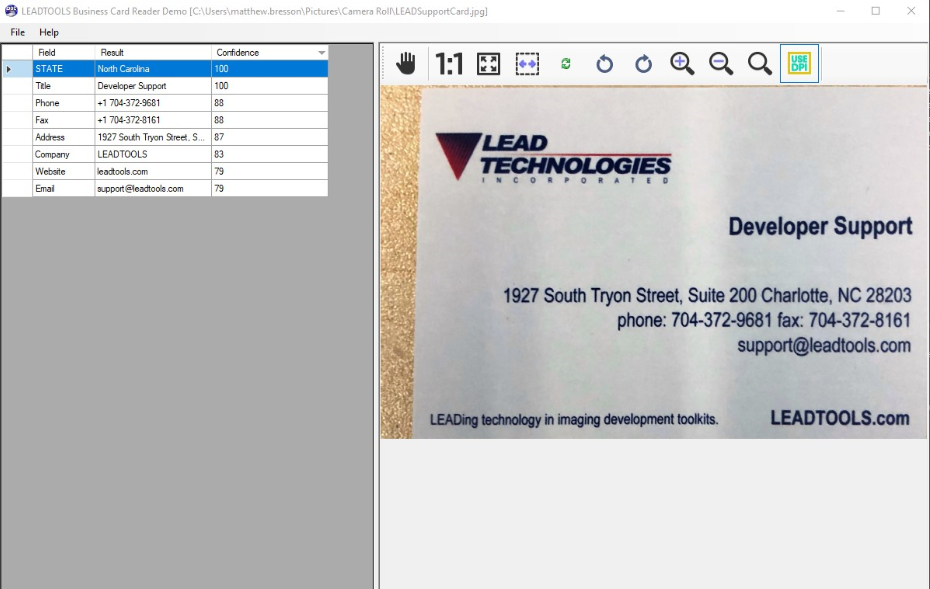 LEADTOOLS Business Card Reader Demo [C:\Users\matthew.bresson\Pictures\Camera Roll\LEADSupportCard.jpg]
File Help
Field Result Confidence
STATE North Carolina 100
Title Developer Support 100
Phone +1 704-372-9681 88
Fax +1 704-372-8161 88
Address 1927 South Tryon Street, S... 87
Company LEADTOOLS 83
Website leadtools.com 79
Email support@leadtools.com 79
1:1
USE
DPI
LEAD
TECHNOLOGIES
INCORPORATED
Developer Support
1927 South Tryon Street, Suite 200 Charlotte, NC 28203
phone: 704-372-9681 fax: 704-372-8161
support@leadtools.com
LEADing technology in imaging development toolkits. LEADTOOLS.com